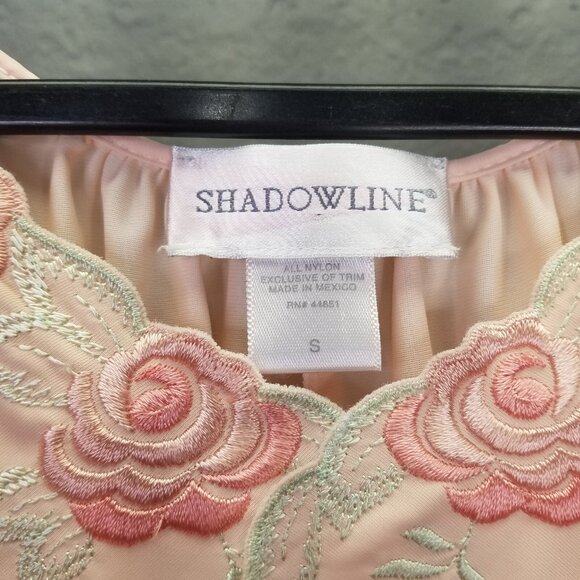 SHADOWLINE®
ALL NYLON
EXCLUSIVE OF TRIM
MADE IN MEXICO
RN# 44851
S